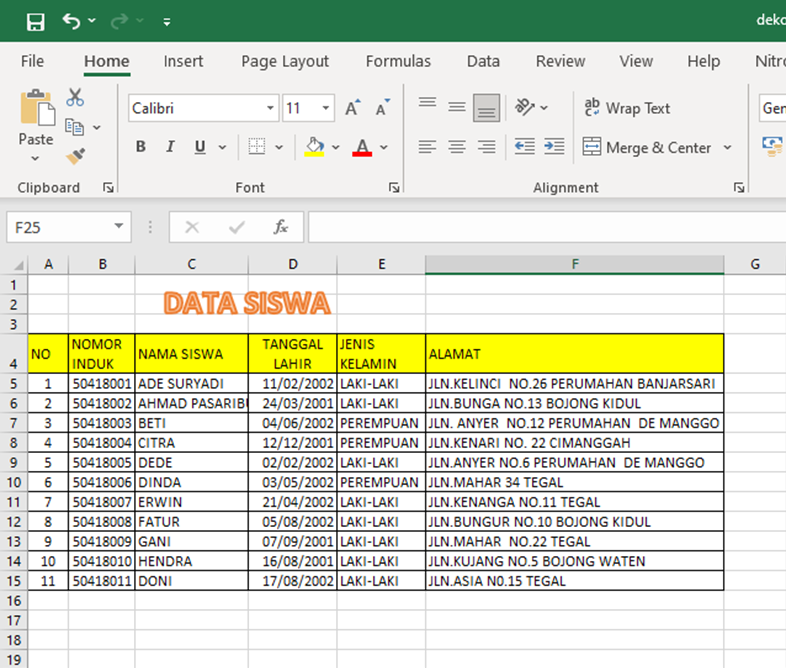 deko
File Home Insert Page Layout Formulas Data Review View Help Nitro
Calibri 11
Paste
ab Wrap Text
Gen
B I U A Merge & Center
Clipboard Font Alignment
F25 fx
A B C D E F G
1
2 DATA SISWA
3
4 NO NOMOR INDUK NAMA SISWA TANGGAL LAHIR JENIS KELAMIN ALAMAT
5 1 50418001 ADE SURYADI 11/02/2002 LAKI-LAKI JLN.KELINCI NO.26 PERUMAHAN BANJARSARI
6 2 50418002 AHMAD PASARIBU 24/03/2001 LAKI-LAKI JLN.BUNGA NO.13 BOJONG KIDUL
7 3 50418003 BETI 04/06/2002 PEREMPUAN JLN. ANYER NO.12 PERUMAHAN DE MANGGO
8 4 50418004 CITRA 12/12/2001 PEREMPUAN JLN.KENARI NO. 22 CIMANGGAH
9 5 50418005 DEDE 02/02/2002 LAKI-LAKI JLN.ANYER NO.6 PERUMAHAN DE MANGGO
10 6 50418006 DINDA 03/05/2002 PEREMPUAN JLN.MAHAR 34 TEGAL
11 7 50418007 ERWIN 21/04/2002 LAKI-LAKI JLN.KENANGA NO.11 TEGAL
12 8 50418008 FATUR 05/08/2002 LAKI-LAKI JLN.BUNGUR NO.10 BOJONG KIDUL
13 9 50418009 GANI 07/09/2001 LAKI-LAKI JLN.MAHAR NO.22 TEGAL
14 10 50418010 HENDRA 16/08/2001 LAKI-LAKI JLN.KUJANG NO.5 BOJONG WATEN
15 11 50418011 DONI 17/08/2002 LAKI-LAKI JLN.ASIA N0.15 TEGAL
16
17
18
19